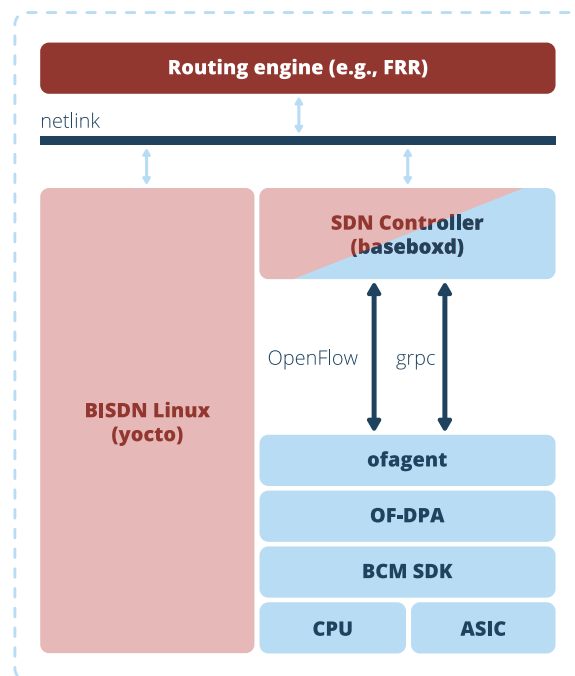 Routing engine (e.g., FRR)
netlink
SDN Controller
(baseboxd)
OpenFlow
grpc
BISDN Linux
(yocto)
ofagent
OF-DPA
BCM SDK
CPU
ASIC